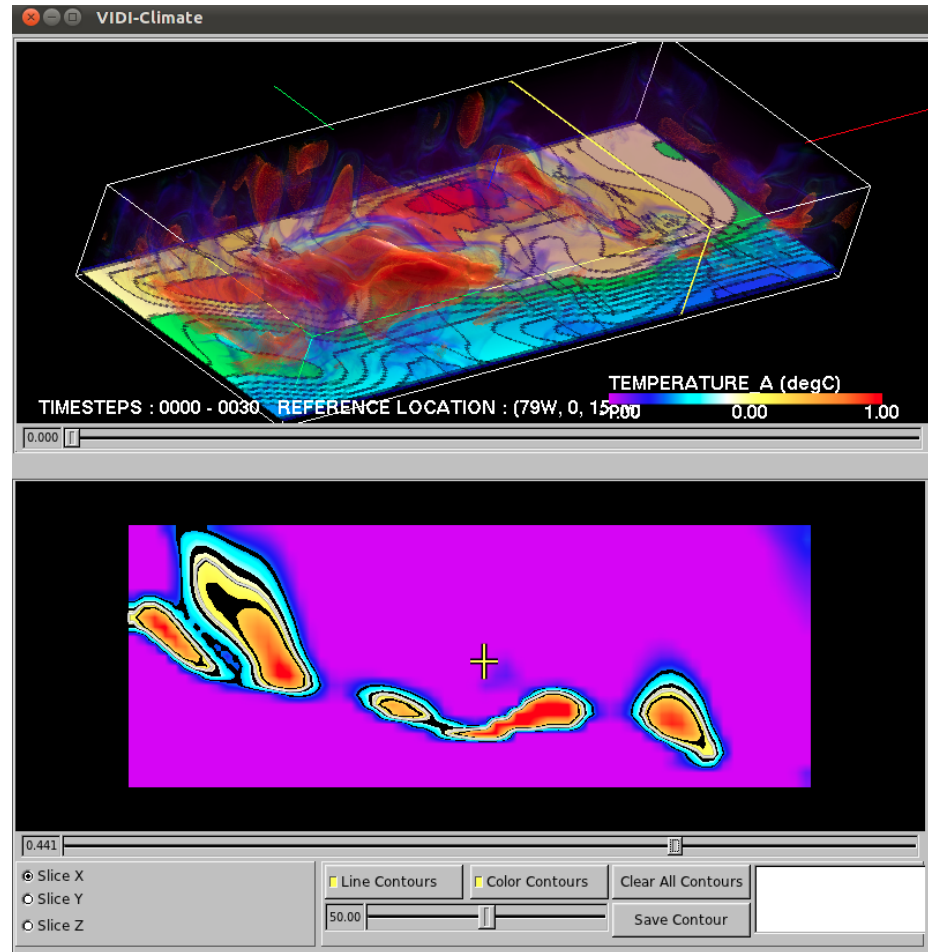 VIDI-Climate
TEMPERATURE_A (degC)
TIMESTEPS : 0000 - 0030 REFERENCE LOCATION : (79W, 0, 15
0.00 1.00
0.000
0.441
Slice X
Slice Y
Slice Z
Line Contours
Color Contours
Clear All Contours
50.00
Save Contour